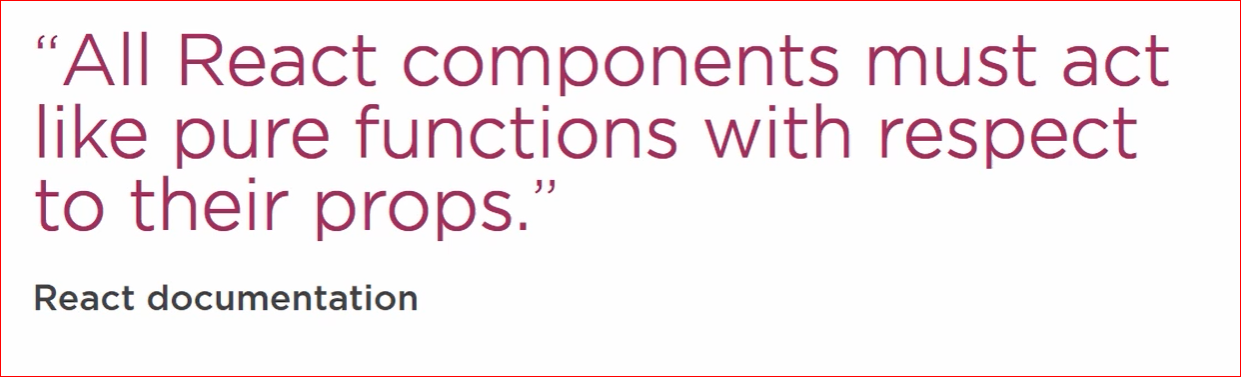 “All React components must act
like pure functions with respect
to their props.”
React documentation